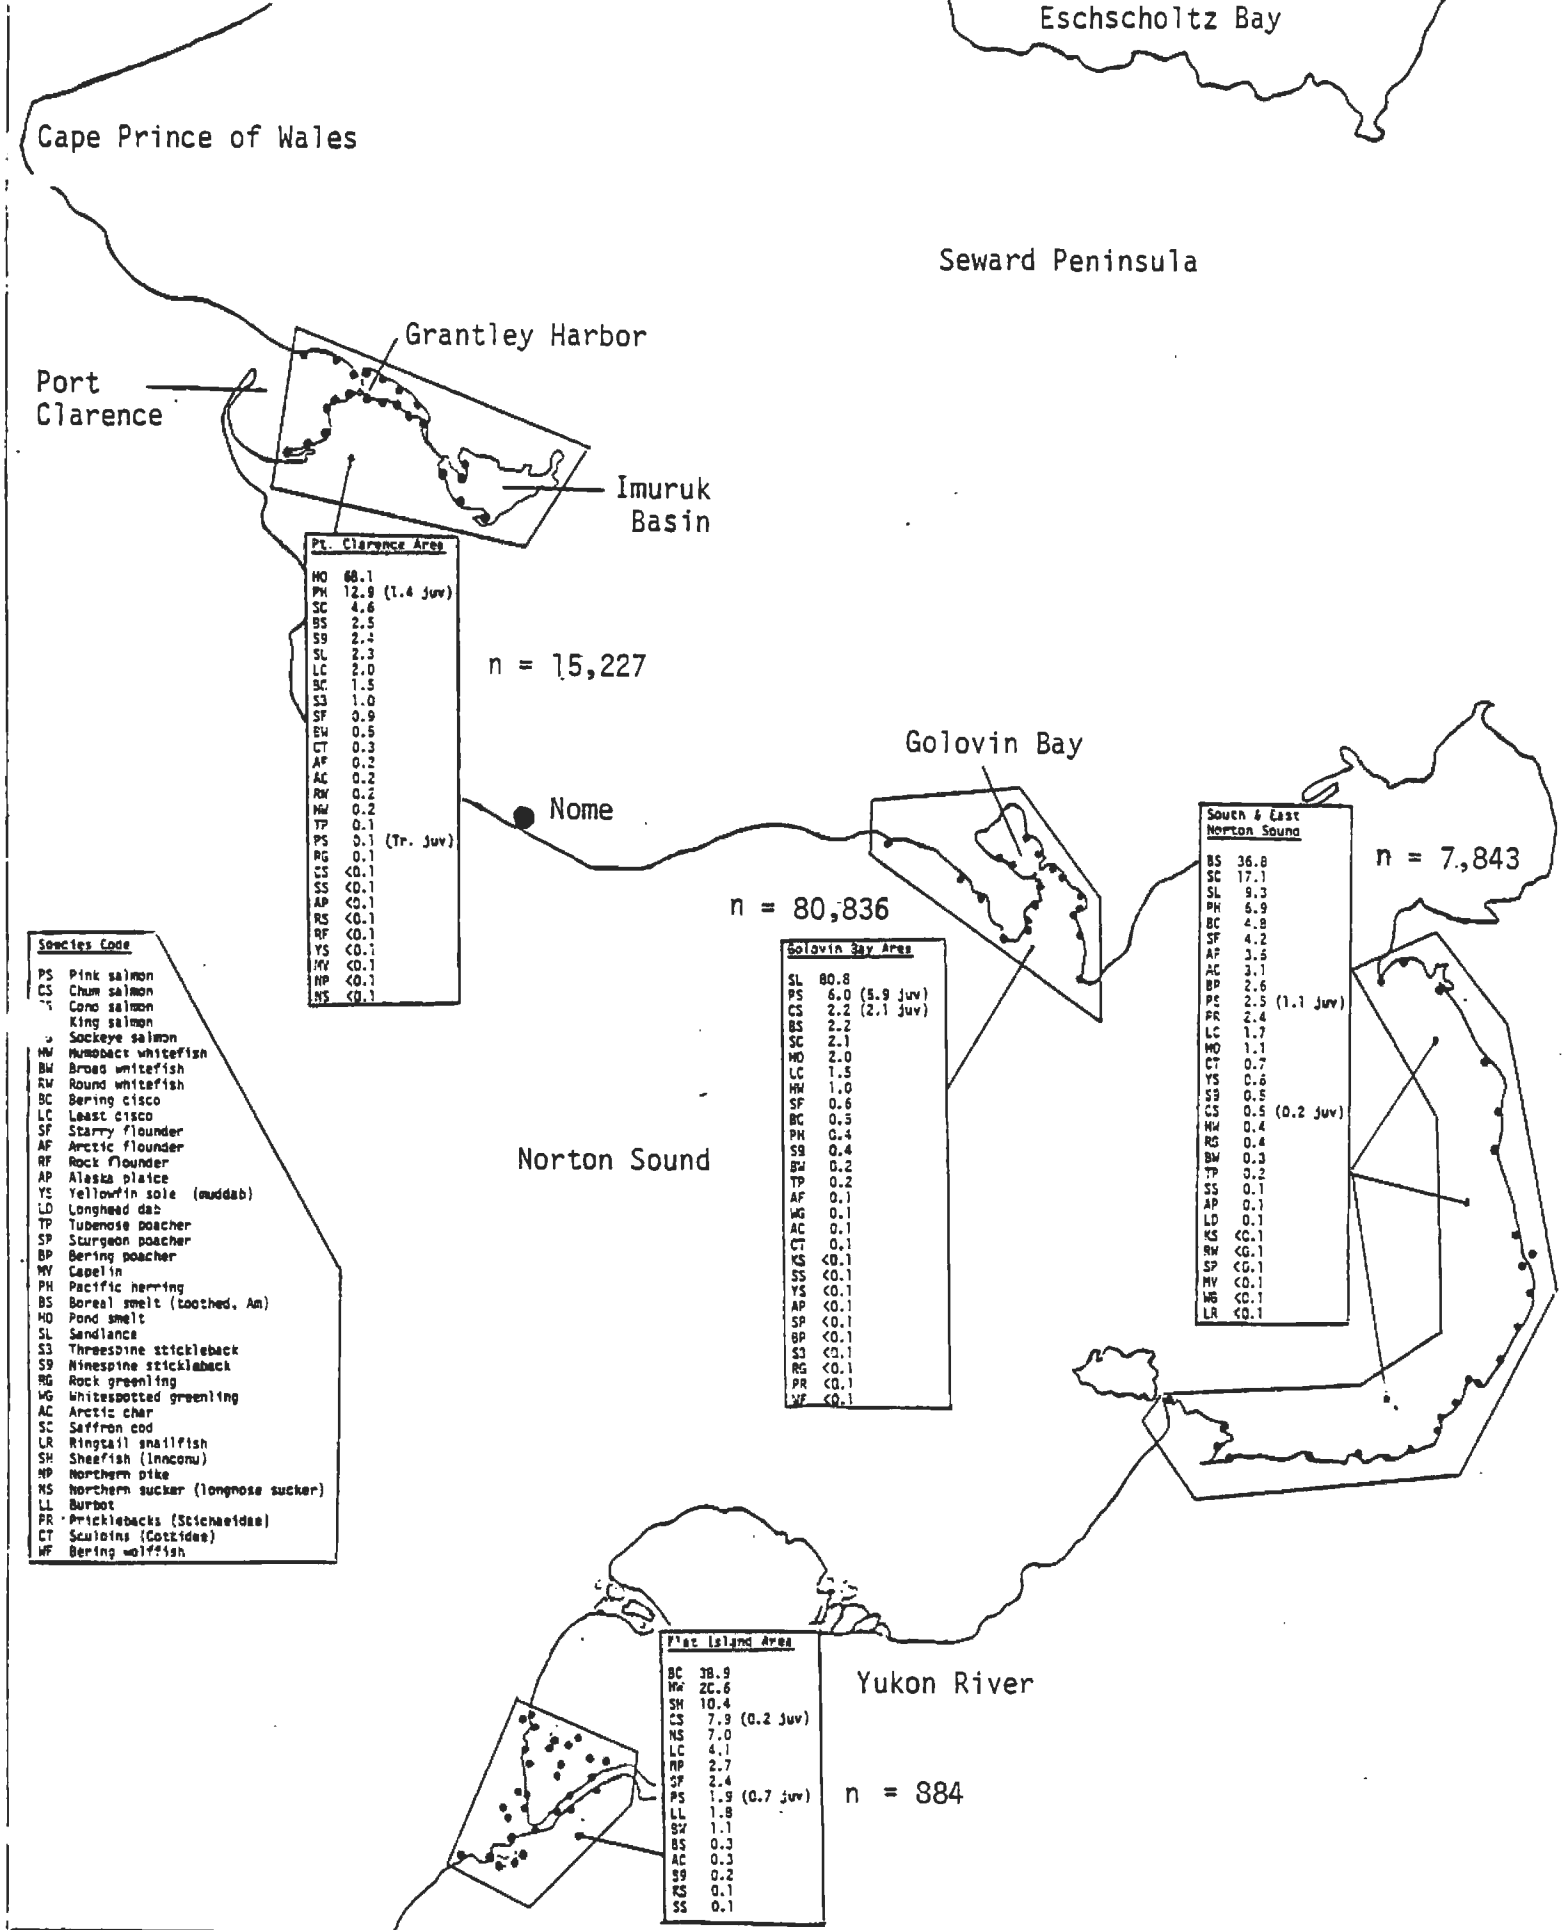 Eschscholtz Bay
Cape Prince of Wales
Seward Peninsula
Grantley Harbor
Port
Clarence
Imuruk
Basin
Pt. Clarence Area
HO 68.1
PH 12.9 (1.4 juv)
SC 4.6
BS 2.5
S9 2.4
SL 2.3
LC 2.0
BC 1.5
S3 1.0
SF 0.9
BW 0.5
CT 0.3
AF 0.2
AC 0.2
RW 0.2
HW 0.2
TP 0.1
PS 0.1 (Tr. juv)
RG 0.1
CS <0.1
SS <0.1
AP <0.1
RS <0.1
RF <0.1
YS <0.1
MV <0.1
NP <0.1
NS <0.1
n = 15,227
Nome
Golovin Bay
n = 80,836
Golovin Bay Area
SL 80.8
PS 6.0 (5.9 juv)
CS 2.2 (2.1 juv)
BS 2.2
SC 2.1
HO 2.0
LC 1.5
HW 1.0
SF 0.6
BC 0.5
PH 0.4
S9 0.4
BW 0.2
TP 0.2
AF 0.1
WG 0.1
AC 0.1
CT 0.1
KS <0.1
SS <0.1
YS <0.1
AP <0.1
SP <0.1
BP <0.1
S3 <0.1
RG <0.1
PR <0.1
WF <0.1
South & East
Norton Sound
BS 36.8
SC 17.1
SL 9.3
PH 6.9
BC 4.8
SF 4.2
AF 3.5
AC 3.1
BP 2.6
PS 2.5 (1.1 juv)
PR 2.4
LC 1.7
HO 1.1
CT 0.7
YS 0.6
S9 0.5
CS 0.5 (0.2 juv)
HW 0.4
RG 0.4
BW 0.3
TP 0.2
SS 0.1
AP 0.1
LD 0.1
KS <0.1
RW <0.1
SP <0.1
MV <0.1
WG <0.1
LR <0.1
n = 7,843
Species Code
PS Pink salmon
CS Chum salmon
Coho salmon
King salmon
Sockeye salmon
HW Humpback whitefish
BW Broad whitefish
RW Round whitefish
BC Bering cisco
LC Least cisco
SF Starry flounder
AF Arctic flounder
RF Rock flounder
AP Alaska plaice
YS Yellowfin sole (muddab)
LD Longhead dab
TP Tubenose poacher
SP Sturgeon poacher
BP Bering poacher
MV Capelin
PH Pacific herring
BS Boreal smelt (toothed, Am)
HO Pond smelt
SL Sandlance
S3 Threespine stickleback
S9 Ninespine stickleback
RG Rock greenling
WG Whitespotted greenling
AC Arctic char
SC Saffron cod
LR Ringtail snailfish
SH Sheefish (Innconu)
NP Northern pike
NS Northern sucker (longnose sucker)
LL Burbot
PR Pricklebacks (Stichaeidae)
CT Sculpins (Cottidae)
WF Bering wolffish
Norton Sound
Flat Island Area
BC 38.9
HW 20.6
SH 10.4
CS 7.9 (0.2 juv)
NS 7.0
LC 4.1
NP 2.7
SF 2.4
PS 1.9 (0.7 juv)
LL 1.8
BW 1.1
BS 0.3
AC 0.3
S9 0.2
KS 0.1
SS 0.1
Yukon River
n = 884